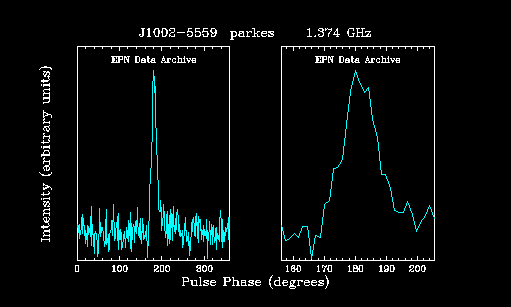 J1002-5559 parkes 1.374 GHz
EPN Data Archive EPN Data Archive
Intensity (arbitrary units)
0 100 200 300 160 170 180 190 200
Pulse Phase (degrees)